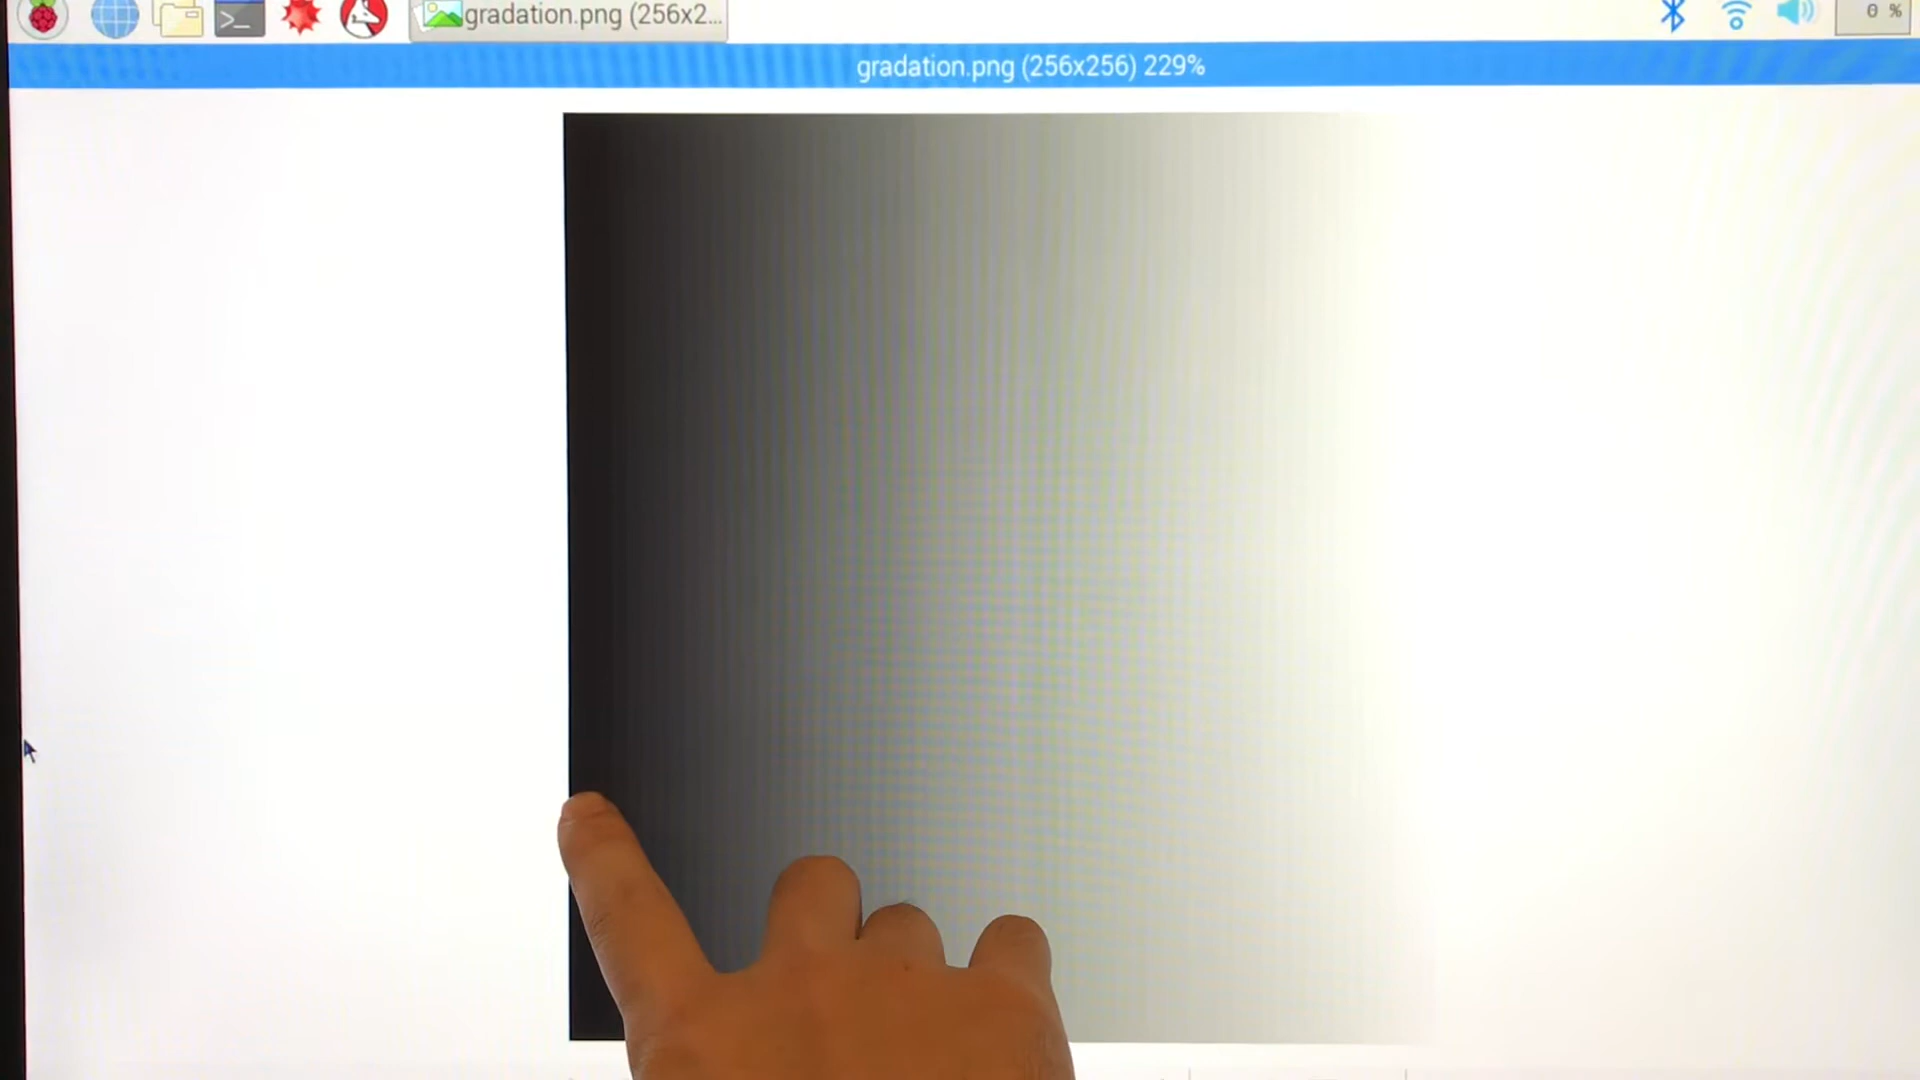 gradation.png (256x2...
0 %
gradation.png (256x256) 229%